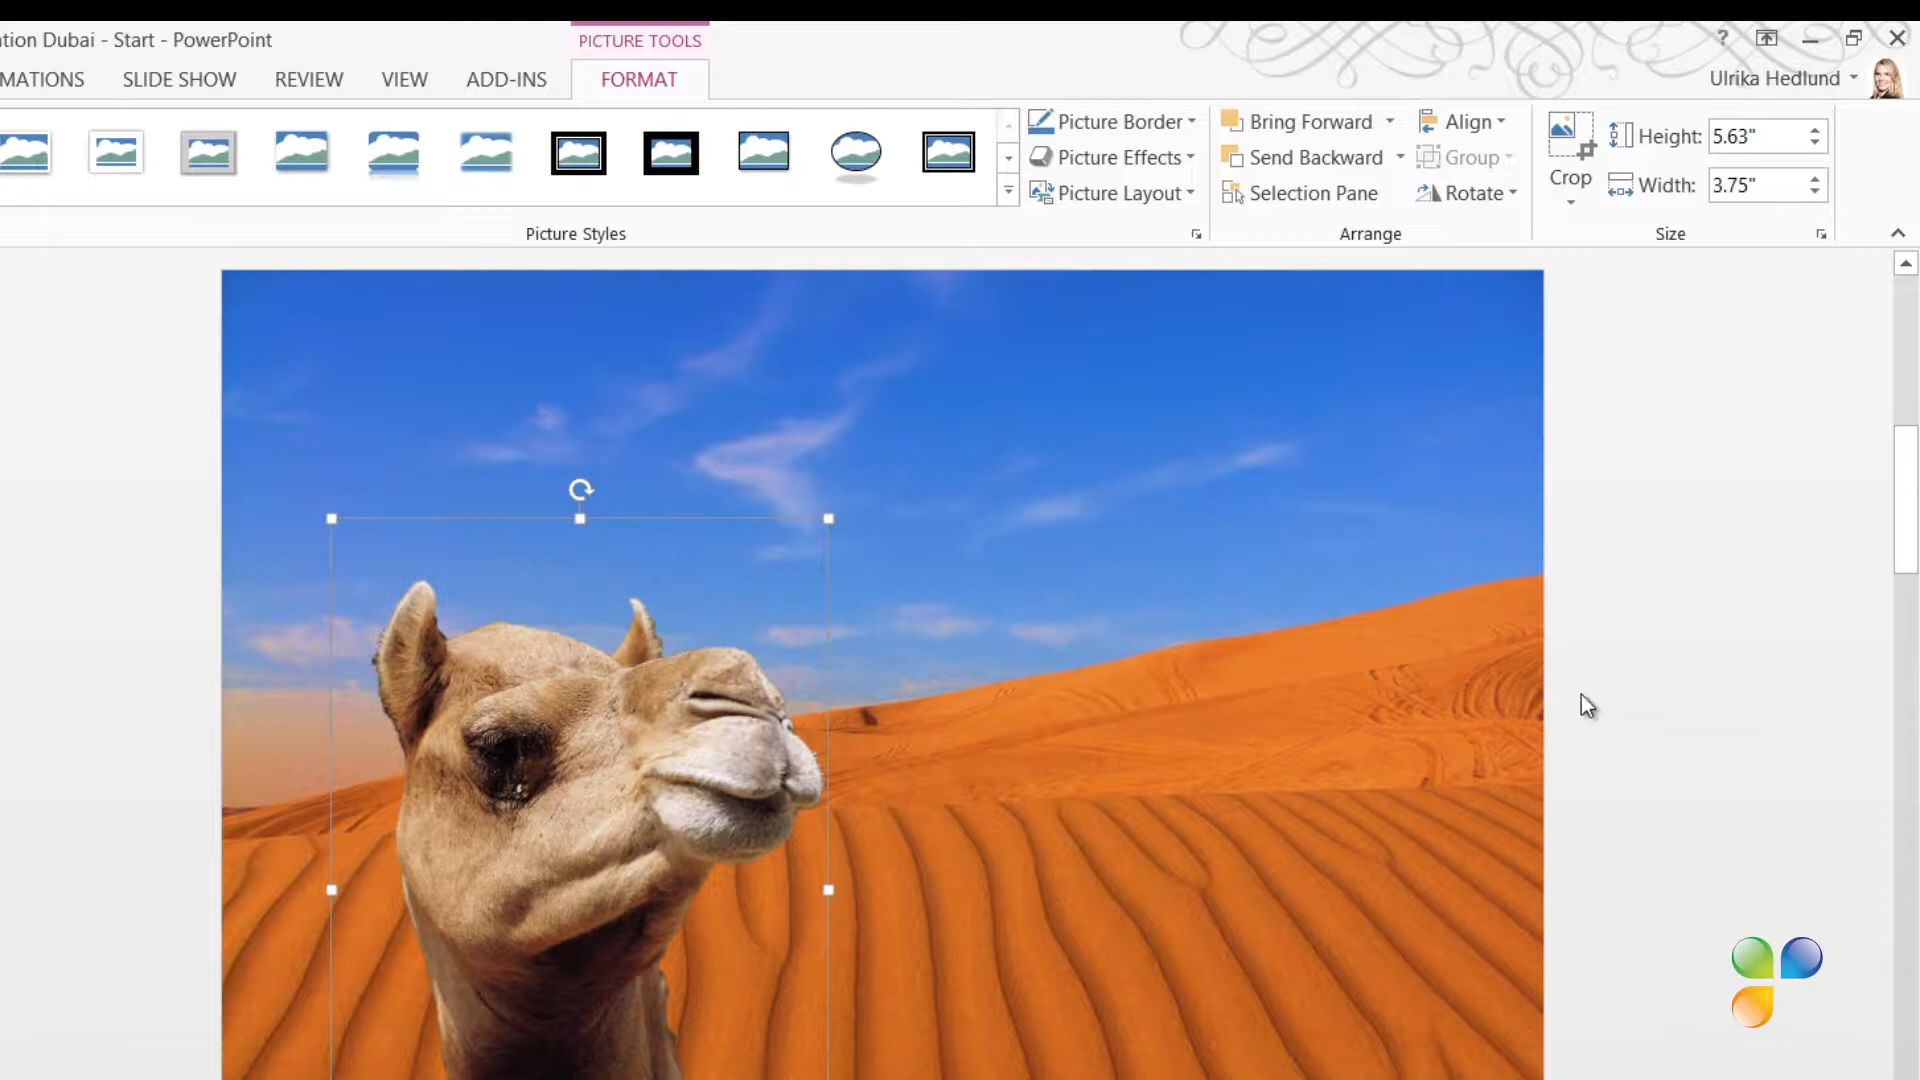 ation Dubai - Start - PowerPoint
PICTURE TOOLS
?
MATIONS SLIDE SHOW REVIEW VIEW ADD-INS FORMAT
Ulrika Hedlund
Picture Border
Picture Effects
Picture Layout
Picture Styles
Bring Forward
Send Backward
Selection Pane
Align
Group
Rotate
Arrange
Crop
Height: 5.63"
Width: 3.75"
Size